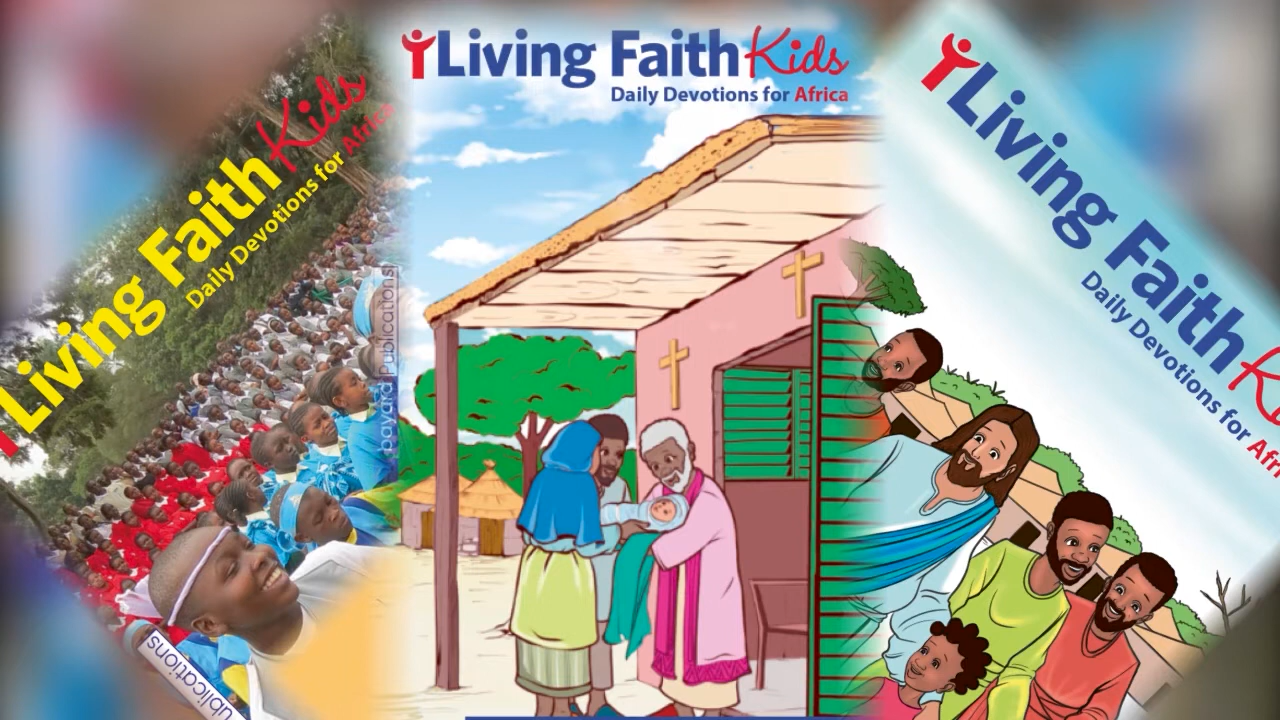 Living Faith Kids
Daily Devotions for Africa
bayard Publications
ublications
Living Faith Kids
Daily Devotions for Africa
Living Faith Ki
Daily Devotions for Afri